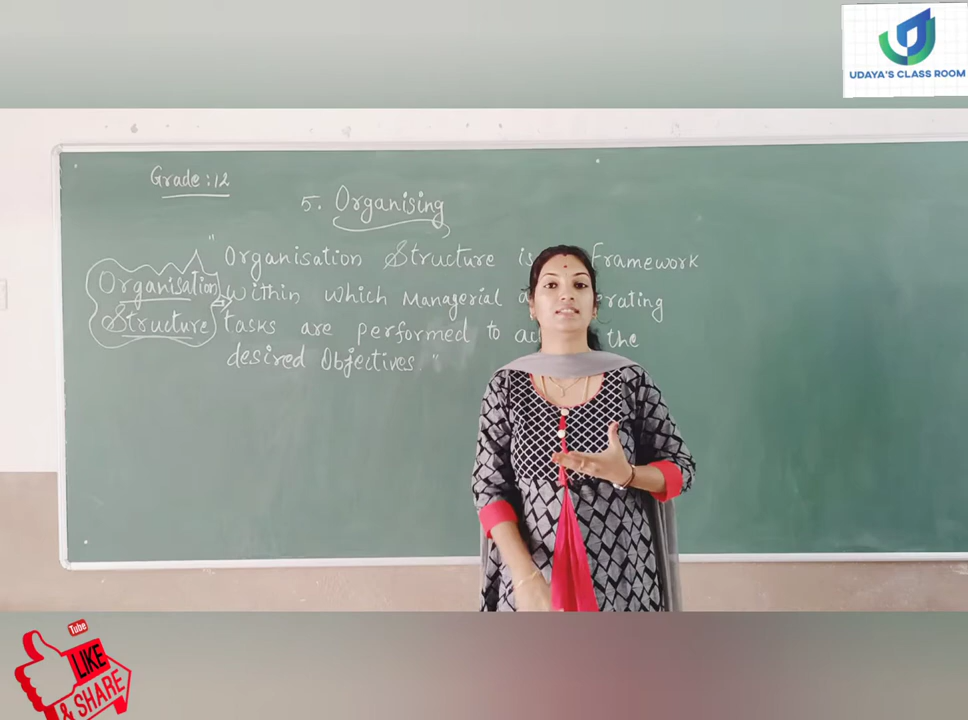 UDAYA'S CLASS ROOM
Grade : 12
5. Organising
Organisation
Structure
" Organisation Structure is Framework
within which Managerial
tasks are performed to the
desired Objectives "
Tube
LIKE
& SHARE